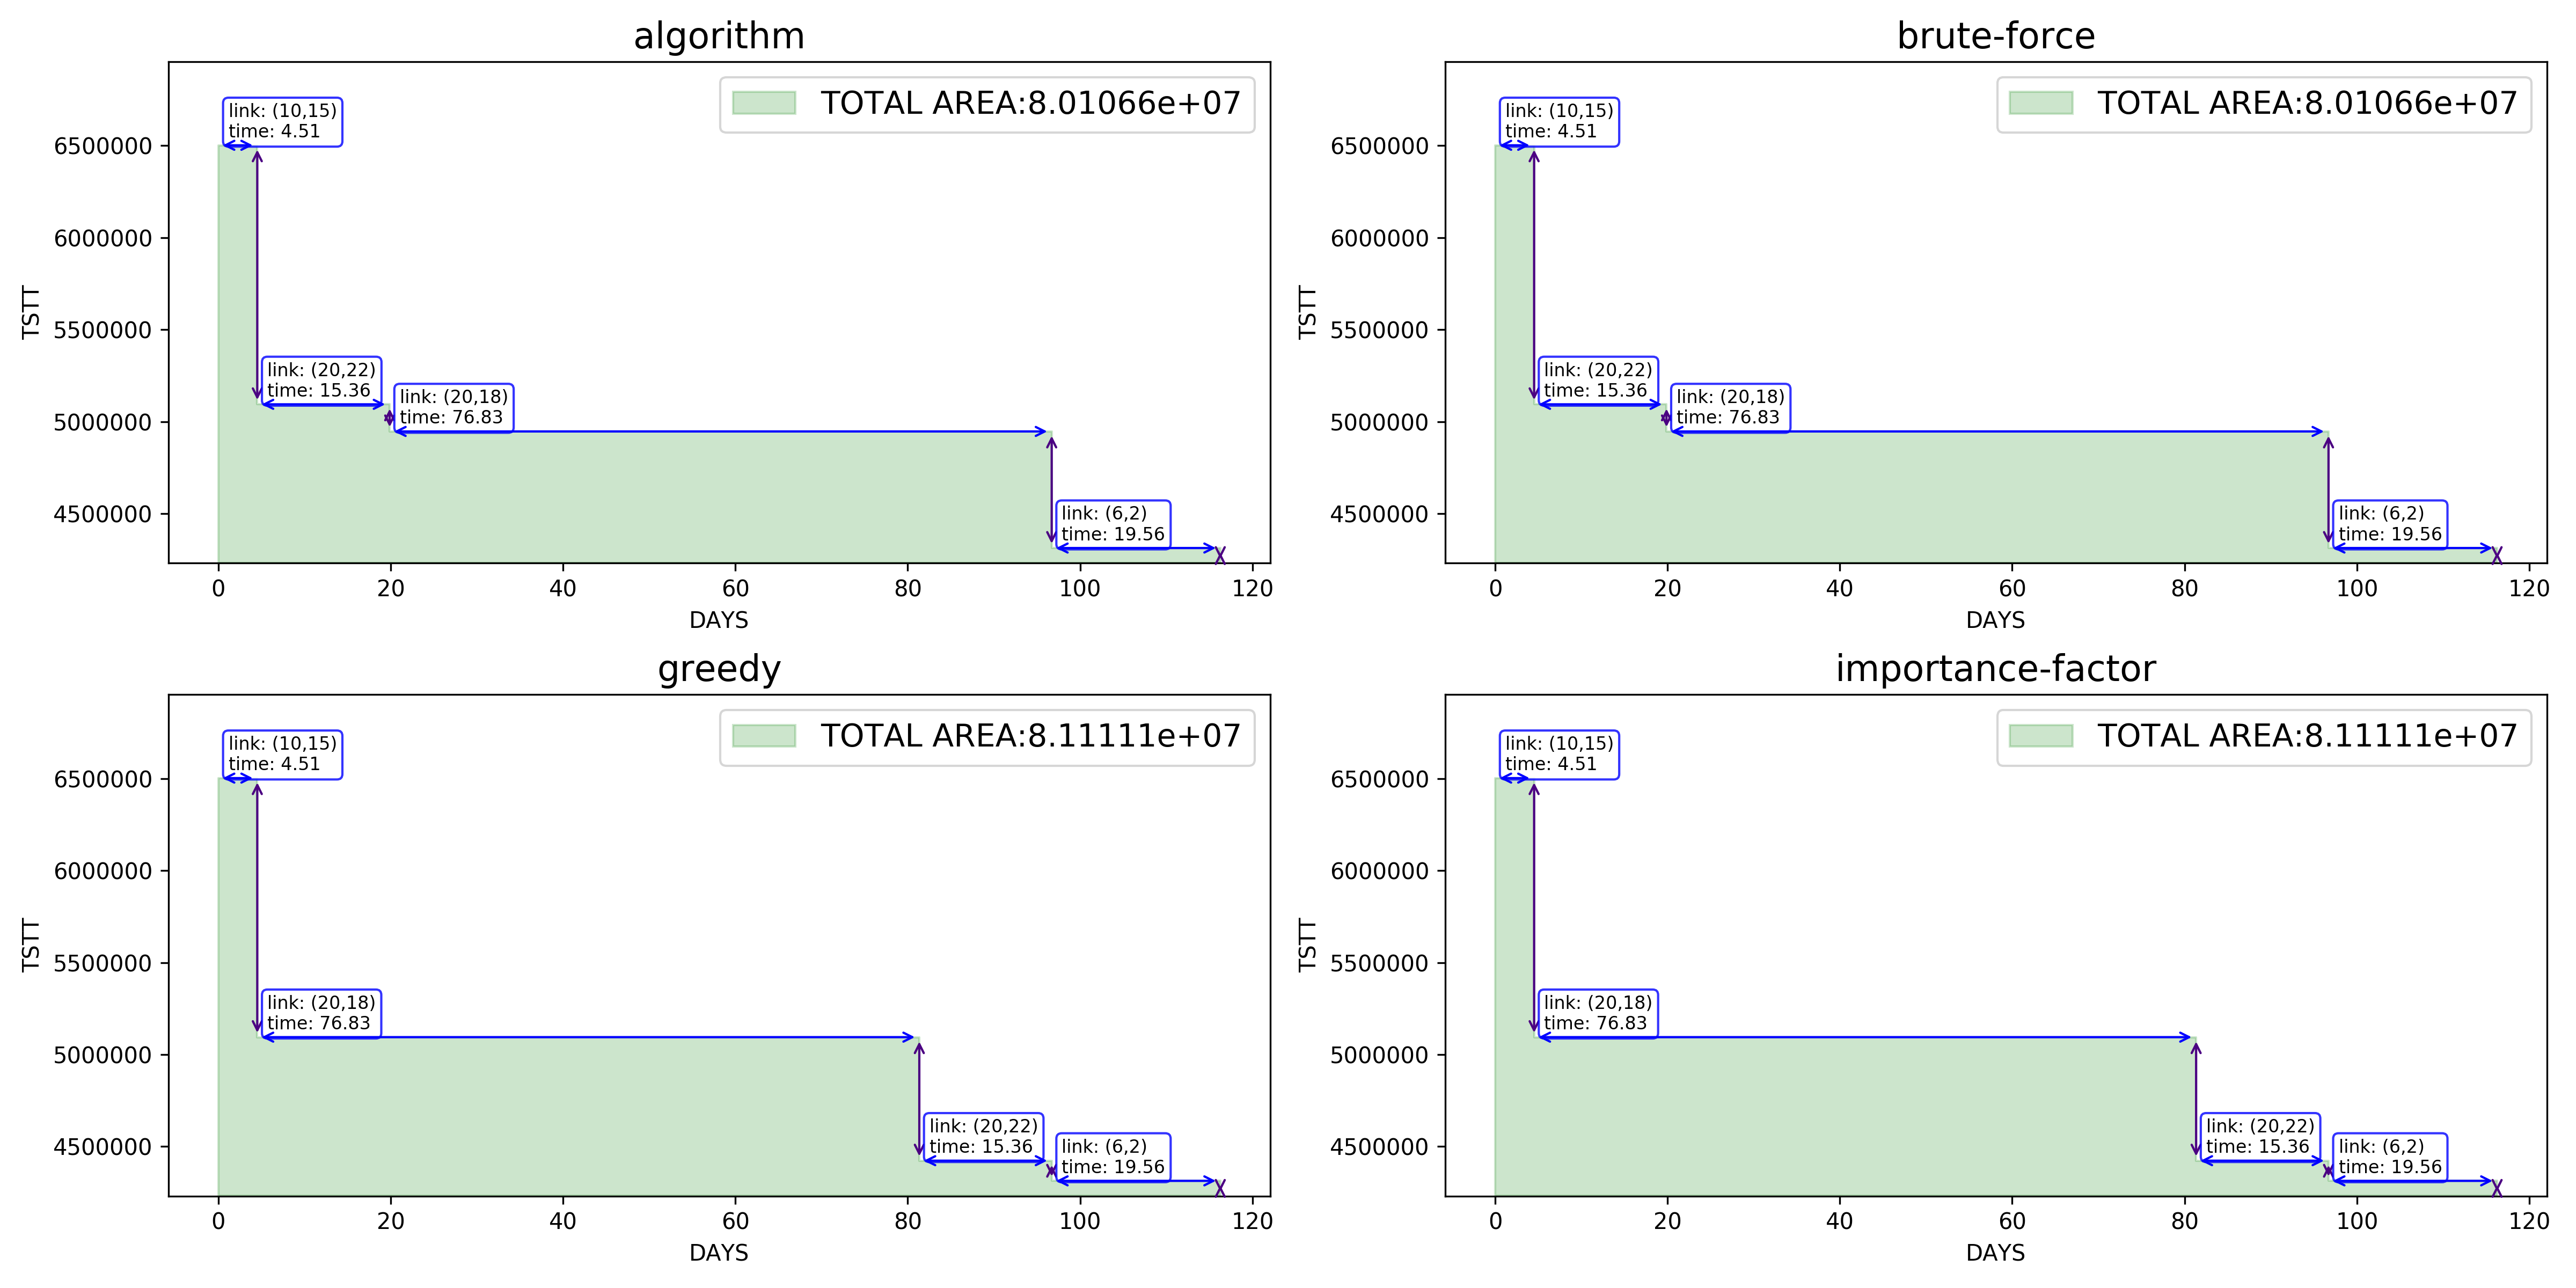 algorithm
TOTAL AREA:8.01066e+07
link: (10,15)
time: 4.51
6500000
6000000
5500000
5000000
4500000
TSTT
link: (20,22)
time: 15.36
link: (20,18)
time: 76.83
link: (6,2)
time: 19.56
0 20 40 60 80 100 120
DAYS
brute-force
TOTAL AREA:8.01066e+07
link: (10,15)
time: 4.51
6500000
6000000
5500000
5000000
4500000
TSTT
link: (20,22)
time: 15.36
link: (20,18)
time: 76.83
link: (6,2)
time: 19.56
0 20 40 60 80 100 120
DAYS
greedy
TOTAL AREA:8.11111e+07
link: (10,15)
time: 4.51
6500000
6000000
5500000
5000000
4500000
TSTT
link: (20,18)
time: 76.83
link: (20,22)
time: 15.36
link: (6,2)
time: 19.56
0 20 40 60 80 100 120
DAYS
importance-factor
TOTAL AREA:8.11111e+07
link: (10,15)
time: 4.51
6500000
6000000
5500000
5000000
4500000
TSTT
link: (20,18)
time: 76.83
link: (20,22)
time: 15.36
link: (6,2)
time: 19.56
0 20 40 60 80 100 120
DAYS